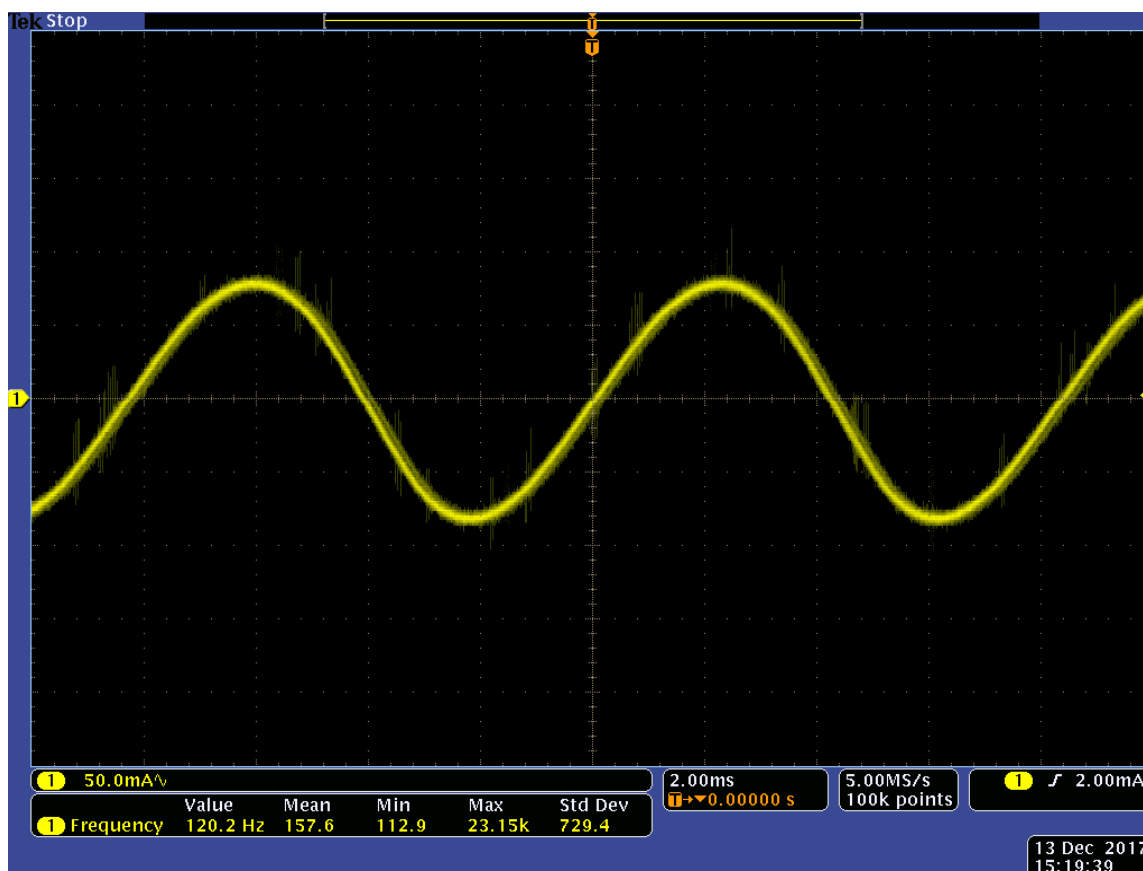 Tek Stop
T
T
1
1 50.0mA∿
2.00ms
T→▼0.00000 s
5.00MS/s
100k points
1 ∫ 2.00mA
Value Mean Min Max Std Dev
1 Frequency 120.2 Hz 157.6 112.9 23.15k 729.4
13 Dec 2017
15:19:39